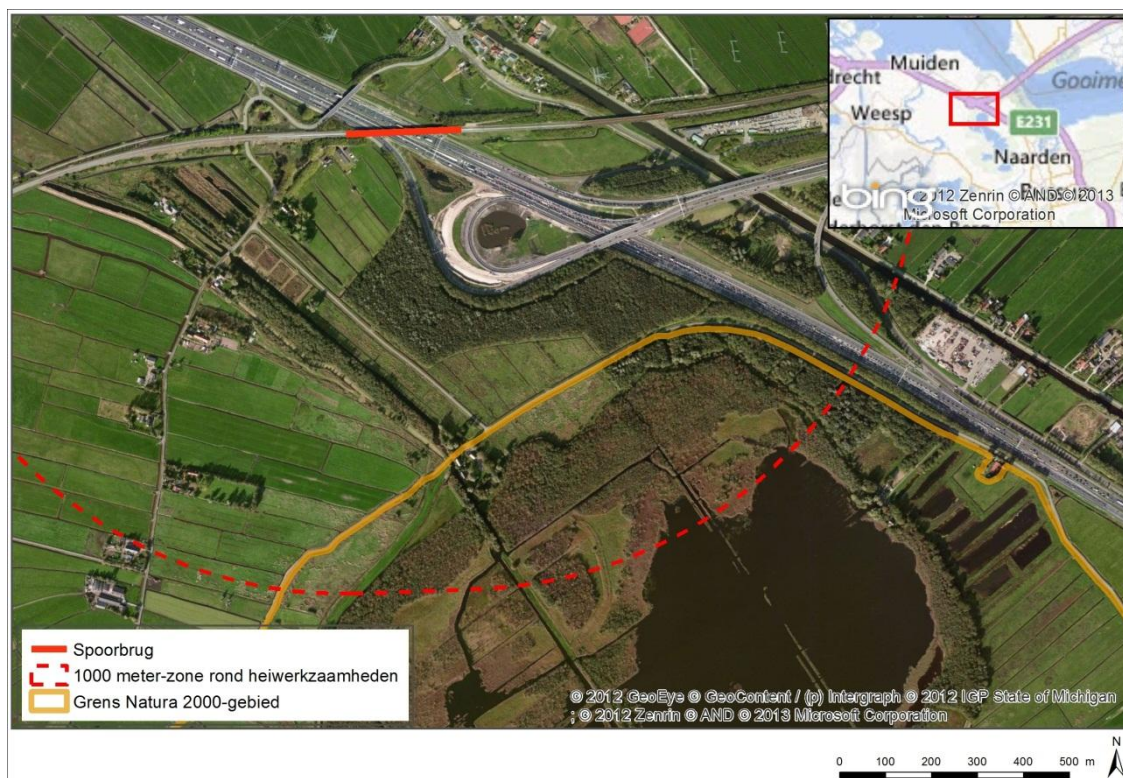 Muiden
drecht
Gooime
Weesp
E231
Naarden
bing
© 2012 Zenrin © AND © 2013
Microsoft Corporation
Spoorbrug
1000 meter-zone rond heiwerkzaamheden
Grens Natura 2000-gebied
© 2012 GeoEye © GeoContent / (p) Intergraph © 2012 IGP State of Michigan
; © 2012 Zenrin © AND © 2013 Microsoft Corporation
N
0 100 200 300 400 500 m